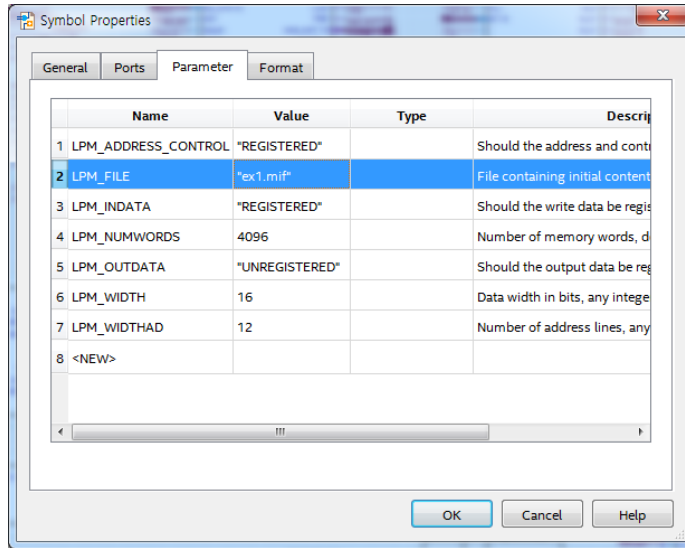 Symbol Properties
General Ports Parameter Format
Name Value Type Descrip
1 LPM_ADDRESS_CONTROL "REGISTERED" Should the address and contr
2 LPM_FILE "ex1.mif" File containing initial content
3 LPM_INDATA "REGISTERED" Should the write data be regis
4 LPM_NUMWORDS 4096 Number of memory words, d
5 LPM_OUTDATA "UNREGISTERED" Should the output data be reg
6 LPM_WIDTH 16 Data width in bits, any intege
7 LPM_WIDTHAD 12 Number of address lines, any
8 <NEW>
OK Cancel Help